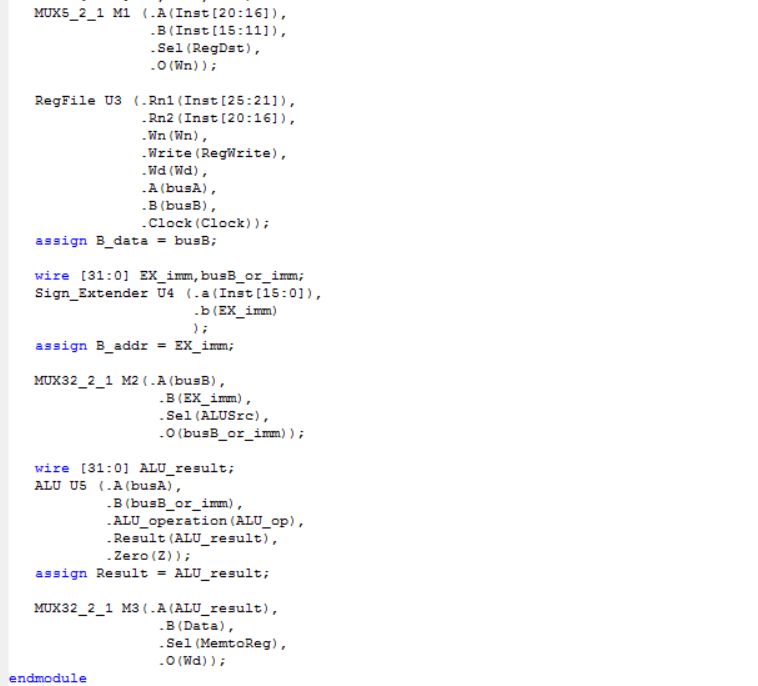 MUX5_2_1 M1 (.A(Inst[20:16]),
.B(Inst[15:11]),
.Sel(RegDst),
.O(Wn));
RegFile U3 (.Rn1(Inst[25:21]),
.Rn2(Inst[20:16]),
.Wn(Wn),
.Write(RegWrite),
.Wd(Wd),
.A(busA),
.B(busB),
.Clock(Clock));
assign B_data = busB;
wire [31:0] EX_imm,busB_or_imm;
Sign_Extender U4 (.a(Inst[15:0]),
.b(EX_imm)
);
assign B_addr = EX_imm;
MUX32_2_1 M2(.A(busB),
.B(EX_imm),
.Sel(ALUSrc),
.O(busB_or_imm));
wire [31:0] ALU_result;
ALU U5 (.A(busA),
.B(busB_or_imm),
.ALU_operation(ALU_op),
.Result(ALU_result),
.Zero(Z));
assign Result = ALU_result;
MUX32_2_1 M3(.A(ALU_result),
.B(Data),
.Sel(MemtoReg),
.O(Wd));
endmodule